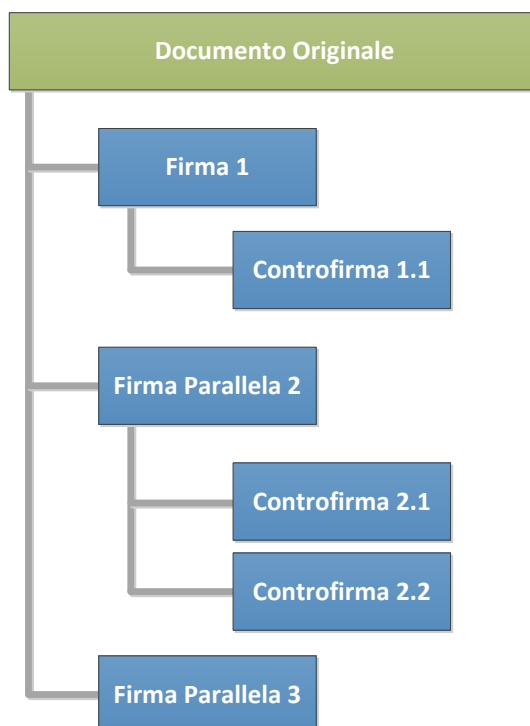 Documento Originale
Firma 1
Controfirma 1.1
Firma Parallela 2
Controfirma 2.1
Controfirma 2.2
Firma Parallela 3